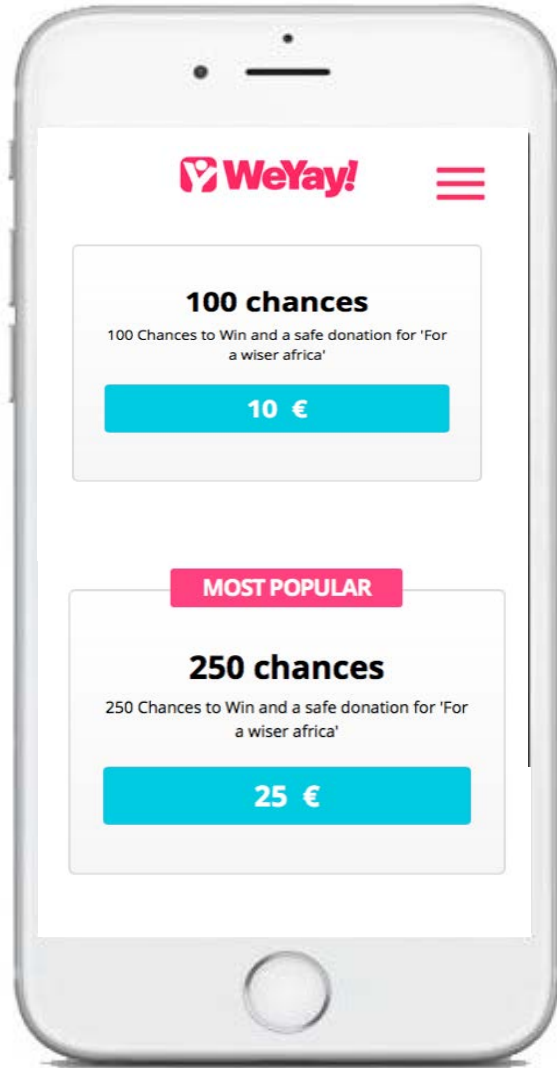 WeYay!
100 chances
100 Chances to Win and a safe donation for 'For
a wiser africa'
10 €
MOST POPULAR
250 chances
250 Chances to Win and a safe donation for 'For
a wiser africa'
25 €